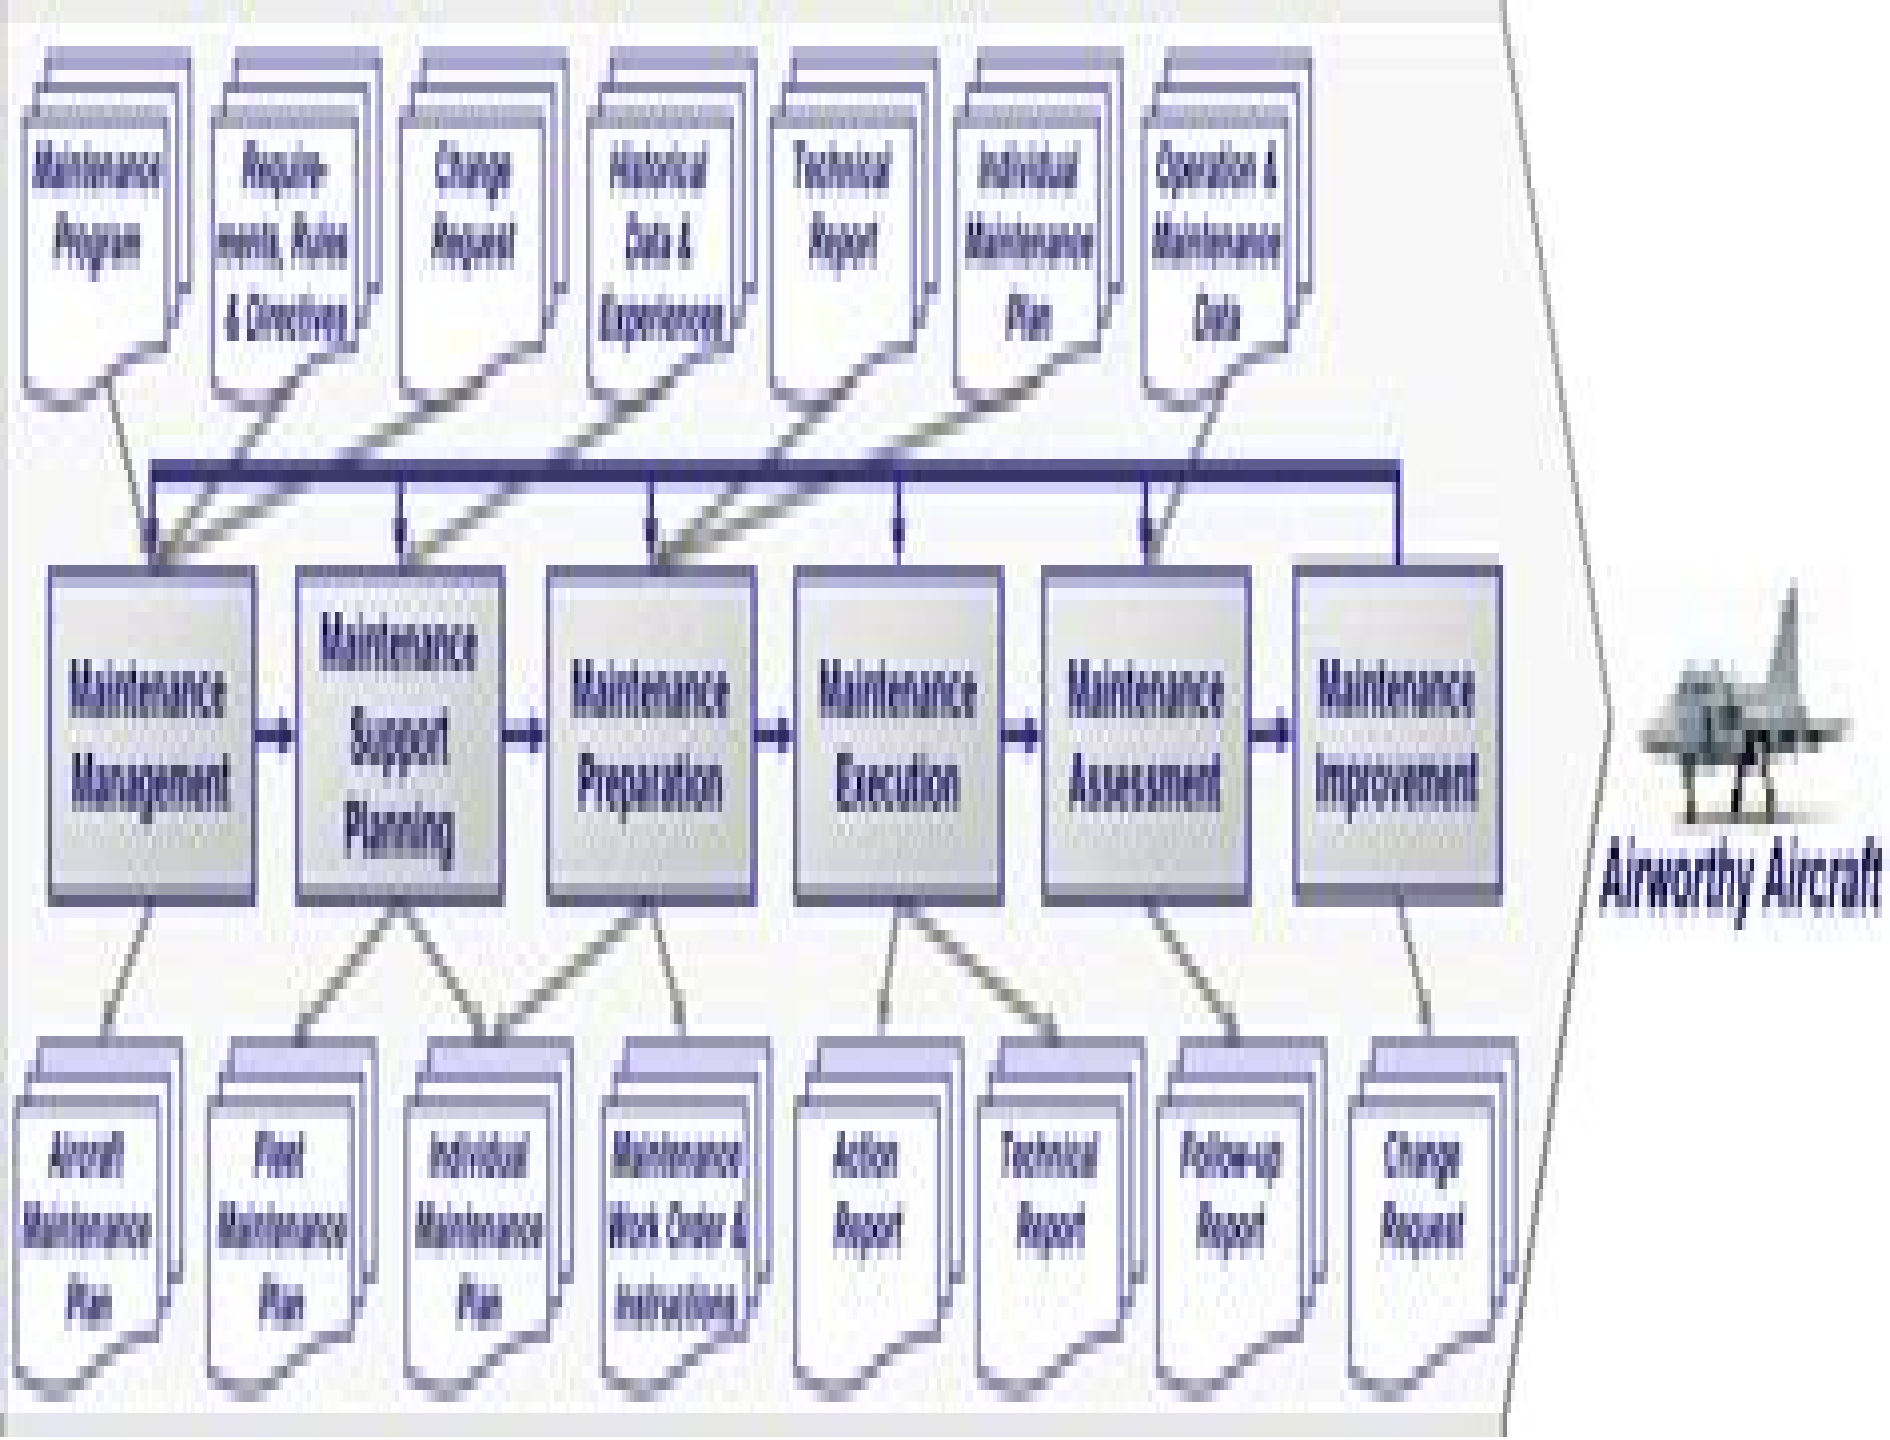 Maintenance
Program
Require-
ments, Rules
& Directives
Change
Request
Historical
Data &
Experiences
Technical
Report
Individual
Maintenance
Plan
Operation &
Maintenance
Data
Maintenance
Management
Maintenance
Support
Planning
Maintenance
Preparation
Maintenance
Execution
Maintenance
Assessment
Maintenance
Improvement
Airworthy Aircraft
Aircraft
Maintenance
Plan
Fleet
Maintenance
Plan
Individual
Maintenance
Plan
Maintenance
Work Order &
Instructions
Action
Report
Technical
Report
Follow-up
Report
Change
Request